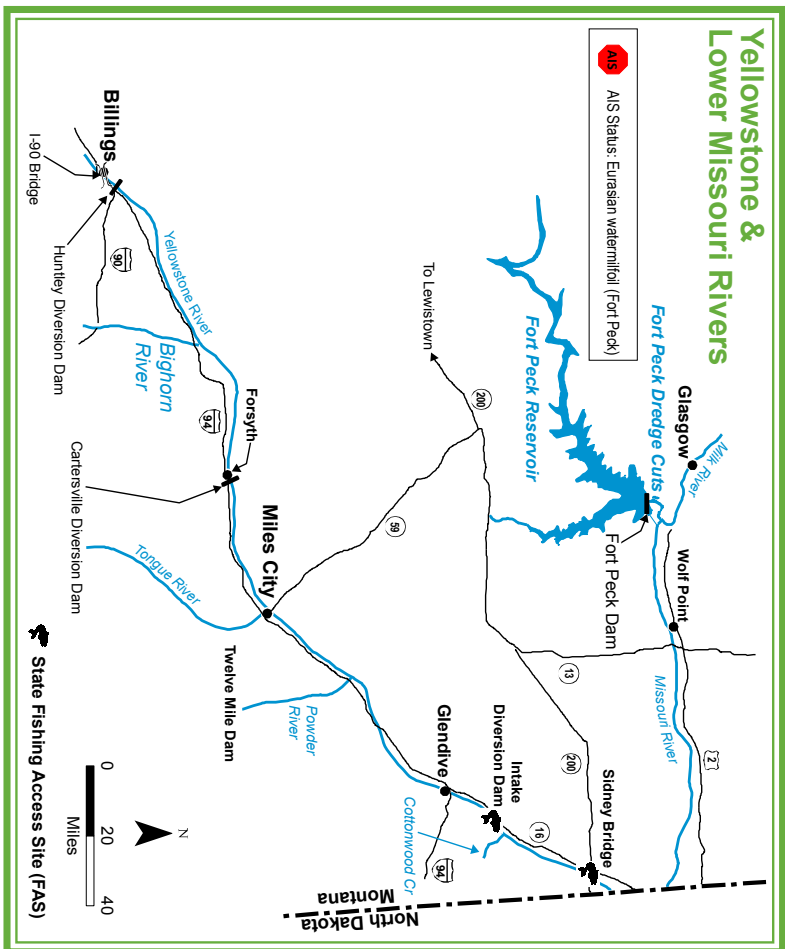 Yellowstone &
Lower Missouri Rivers
AIS
AIS Status: Eurasian watermilfoil (Fort Peck)
Glasgow
Milk River
Fort Peck Dredge Cuts
Fort Peck Reservoir
Fort Peck Dam
Wolf Point
Missouri River
2
13
To Lewistown
200
200
59
Sidney Bridge
16
Intake
Diversion Dam
Glendive
Cottonwood Cr
94
Montana
North Dakota
Billings
I-90 Bridge
Huntley Diversion Dam
90
Yellowstone River
Bighorn
River
94
Forsyth
Cartersville Diversion Dam
Miles City
Tongue River
Twelve Mile Dam
Powder
River
N
0
20
40
Miles
State Fishing Access Site (FAS)